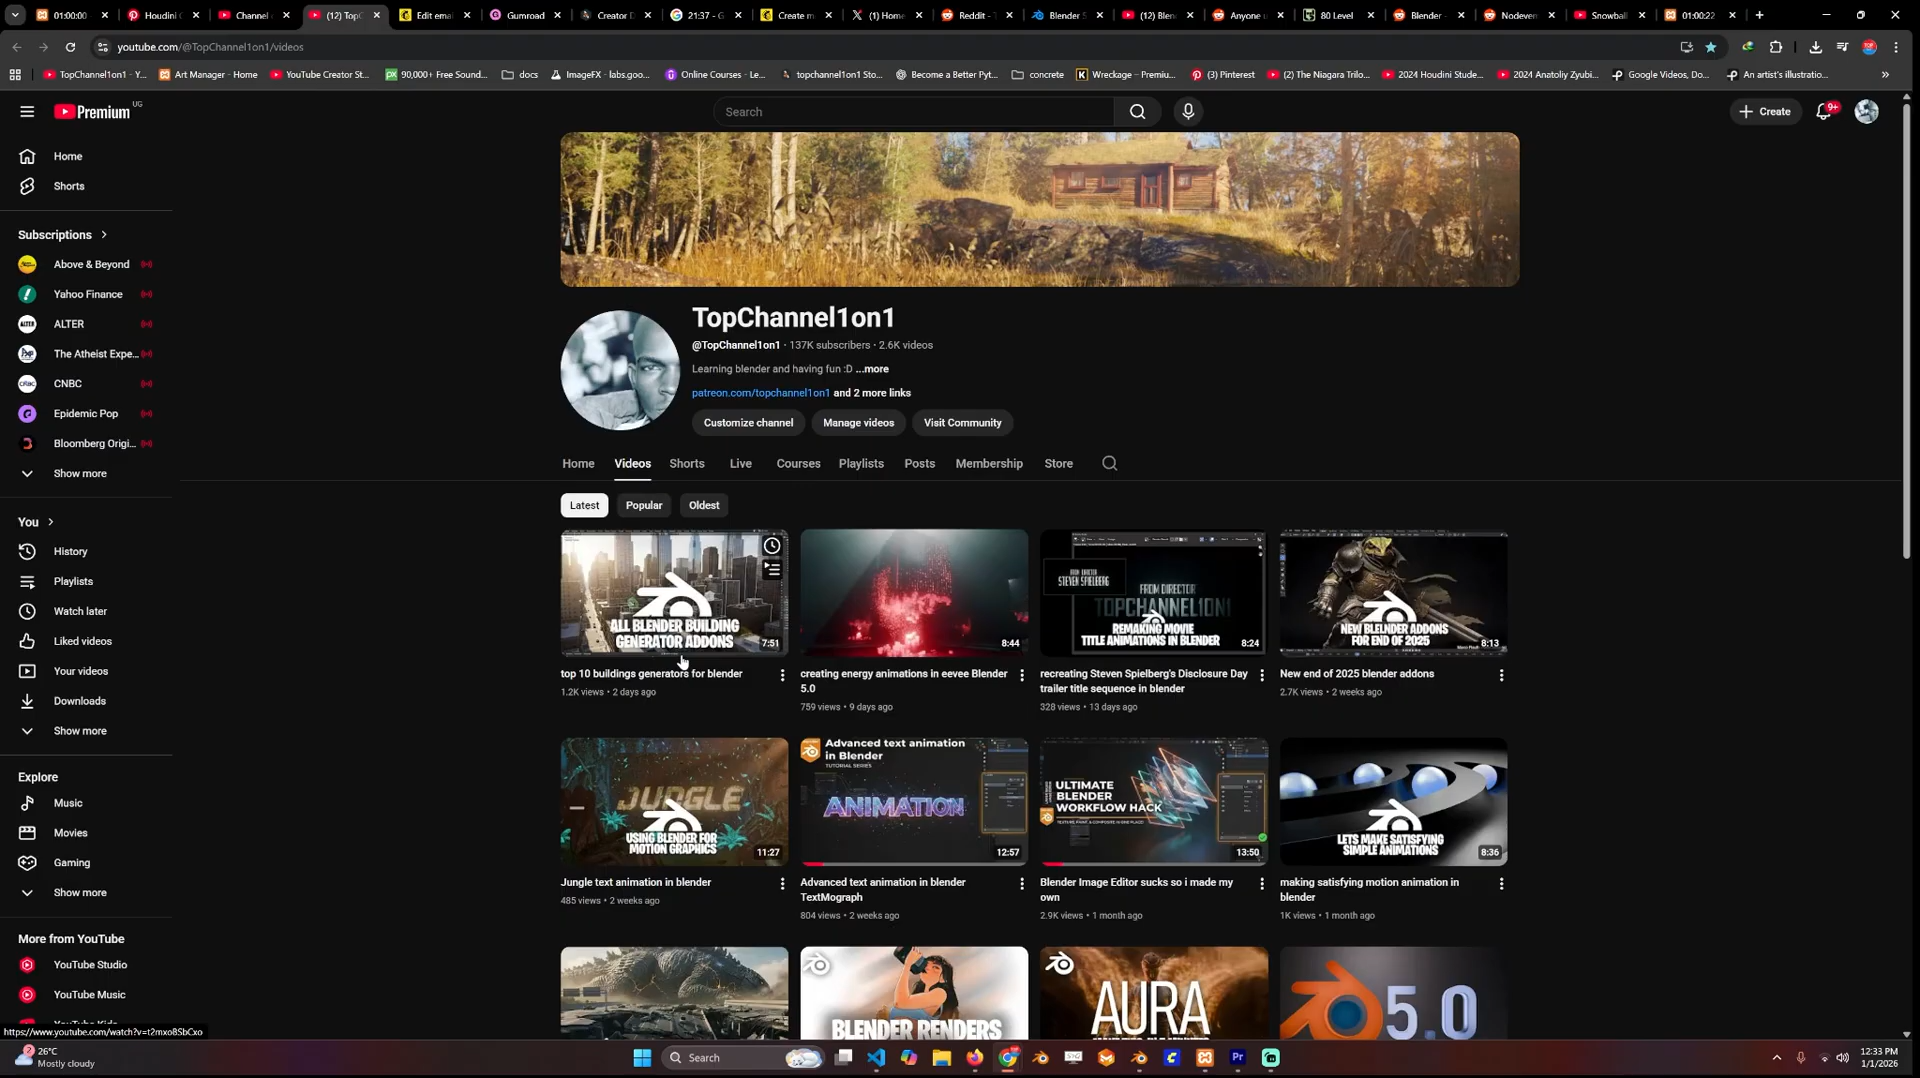 01:00:00
Houdini C
Channel c
(12) TopC
Edit emai
Gumroad
Creator D
21:37 - G
Create m
(1) Home
Reddit - T
Blender S
(12) Blen
Anyone u
80 Level
Blender -
Nodeven
Snowball
01:00:22
youtube.com/@TopChannel1on1/videos
TopChannel1on1 - Y...
Art Manager - Home
YouTube Creator St...
90,000+ Free Sound...
docs
ImageFX - labs.goo...
Online Courses - Le...
topchannel1on1 Sto...
Become a Better Pyt...
concrete
Wreckage – Premiu...
(3) Pinterest
(2) The Niagara Trilo...
2024 Houdini Stude...
2024 Anatoliy Zyubi...
Google Videos, Do...
An artist's illustratio...
Premium UG
Search
Create
9+
Home
Shorts
Subscriptions
Above & Beyond
Yahoo Finance
ALTER
The Atheist Expe...
CNBC
Epidemic Pop
Bloomberg Origi...
Show more
You
History
Playlists
Watch later
Liked videos
Your videos
Downloads
Show more
Explore
Music
Movies
Gaming
Show more
More from YouTube
YouTube Studio
YouTube Music
TopChannel1on1
@TopChannel1on1 · 137K subscribers · 2.6K videos
Learning blender and having fun :D ...more
patreon.com/topchannel1on1 and 2 more links
Customize channel
Manage videos
Visit Community
Home
Videos
Shorts
Live
Courses
Playlists
Posts
Membership
Store
Latest
Popular
Oldest
ALL BLENDER BUILDING
GENERATOR ADDONS
7:51
top 10 buildings generators for blender
1.2K views • 2 days ago
8:44
creating energy animations in eevee Blender
5.0
759 views • 9 days ago
FROM DIRECTOR
STEVEN SPIELBERG
FROM DIRECTOR
TOPCHANNEL1ON1
REMAKING MOVIE
TITLE ANIMATIONS IN BLENDER
8:24
recreating Steven Spielberg's Disclosure Day
trailer title sequence in blender
328 views • 13 days ago
NEW BLELNDER ADDONS
FOR END OF 2025
8:13
New end of 2025 blender addons
2.7K views • 2 weeks ago
JUNGLE
USING BLENDER FOR
MOTION GRAPHICS
11:27
Jungle text animation in blender
485 views • 2 weeks ago
Advanced text animation
in Blender
TUTORIAL SERIES
ANIMATION
12:57
Advanced text animation in blender
TextMograph
804 views • 2 weeks ago
ULTIMATE
BLENDER
WORKFLOW HACK
13:50
Blender Image Editor sucks so i made my
own
2.9K views • 1 month ago
LETS MAKE SATISFYING
SIMPLE ANIMATIONS
8:36
making satisfying motion animation in
blender
1K views • 1 month ago
BLENDER RENDERS
AURA
5.0
https://www.youtube.com/watch?v=t2mxo8SbCxo
26°C
Mostly cloudy
Search
12:33 PM
1/1/2026